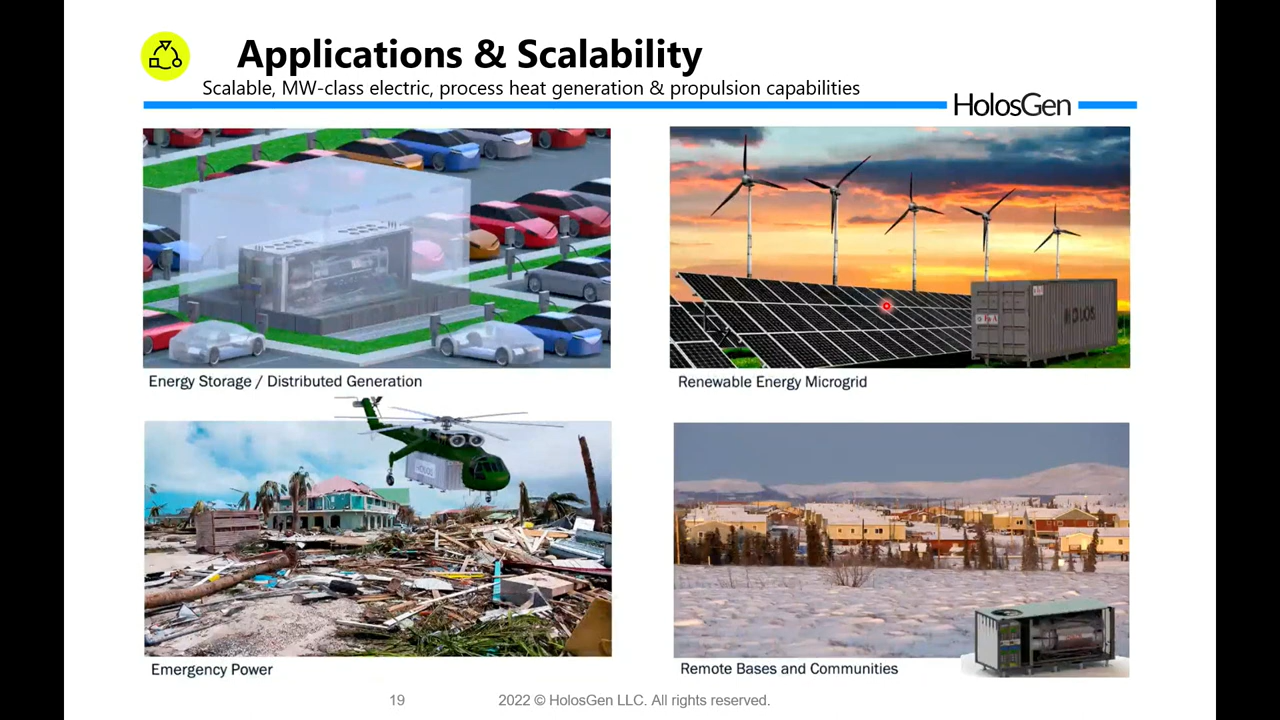 Applications & Scalability
Scalable, MW-class electric, process heat generation & propulsion capabilities
HolosGen
Energy Storage / Distributed Generation
Renewable Energy Microgrid
Emergency Power
Remote Bases and Communities
19
2022 © HolosGen LLC. All rights reserved.